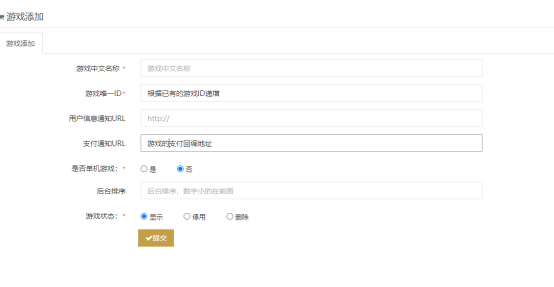 游戏添加
游戏添加
游戏中文名称 * 游戏中文名称
游戏唯一ID * 根据已有的游戏ID递增
用户信息通知URL http://
支付通知URL 游戏的支付回调地址
是否单机游戏: * 是 否
后台排序 后台排序，数字小的在前面
游戏状态: * 显示 停用 删除
提交